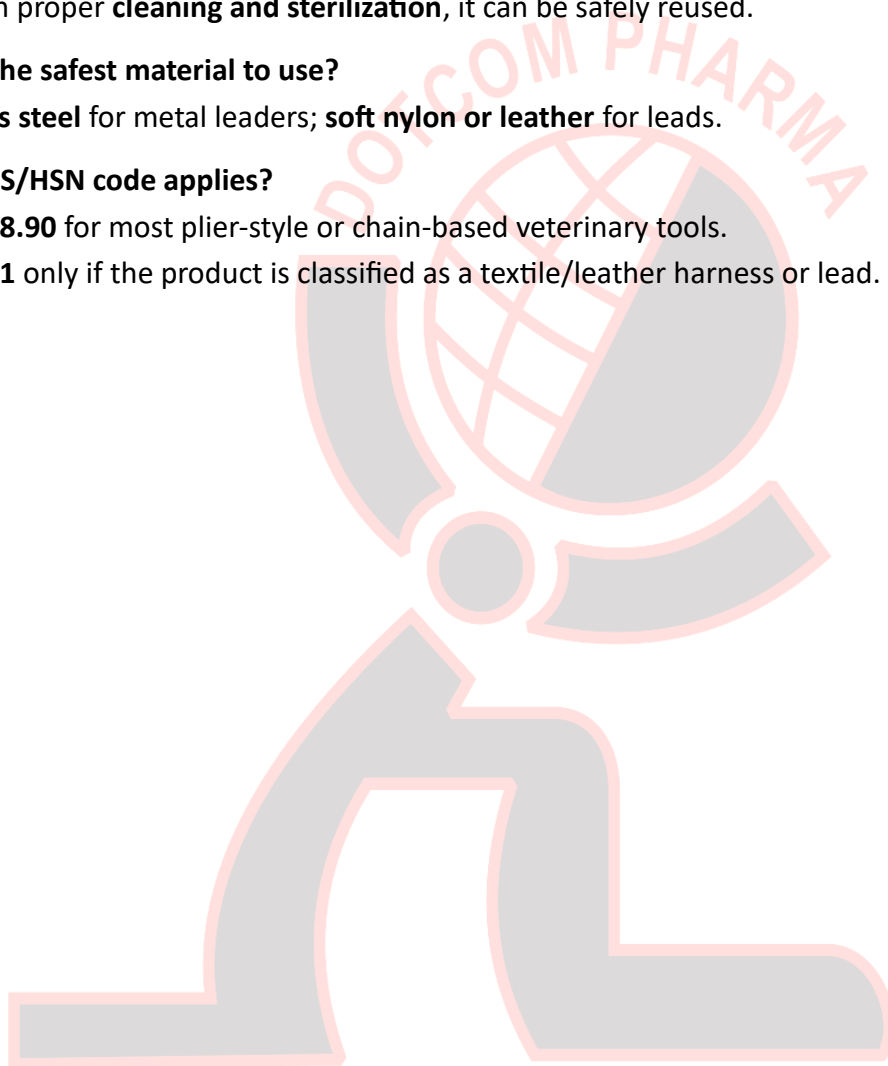 n proper cleaning and sterilization, it can be safely reused.
he safest material to use?
s steel for metal leaders; soft nylon or leather for leads.
S/HSN code applies?
8.90 for most plier-style or chain-based veterinary tools.
1 only if the product is classified as a textile/leather harness or lead.
DOTCOM PHARMA